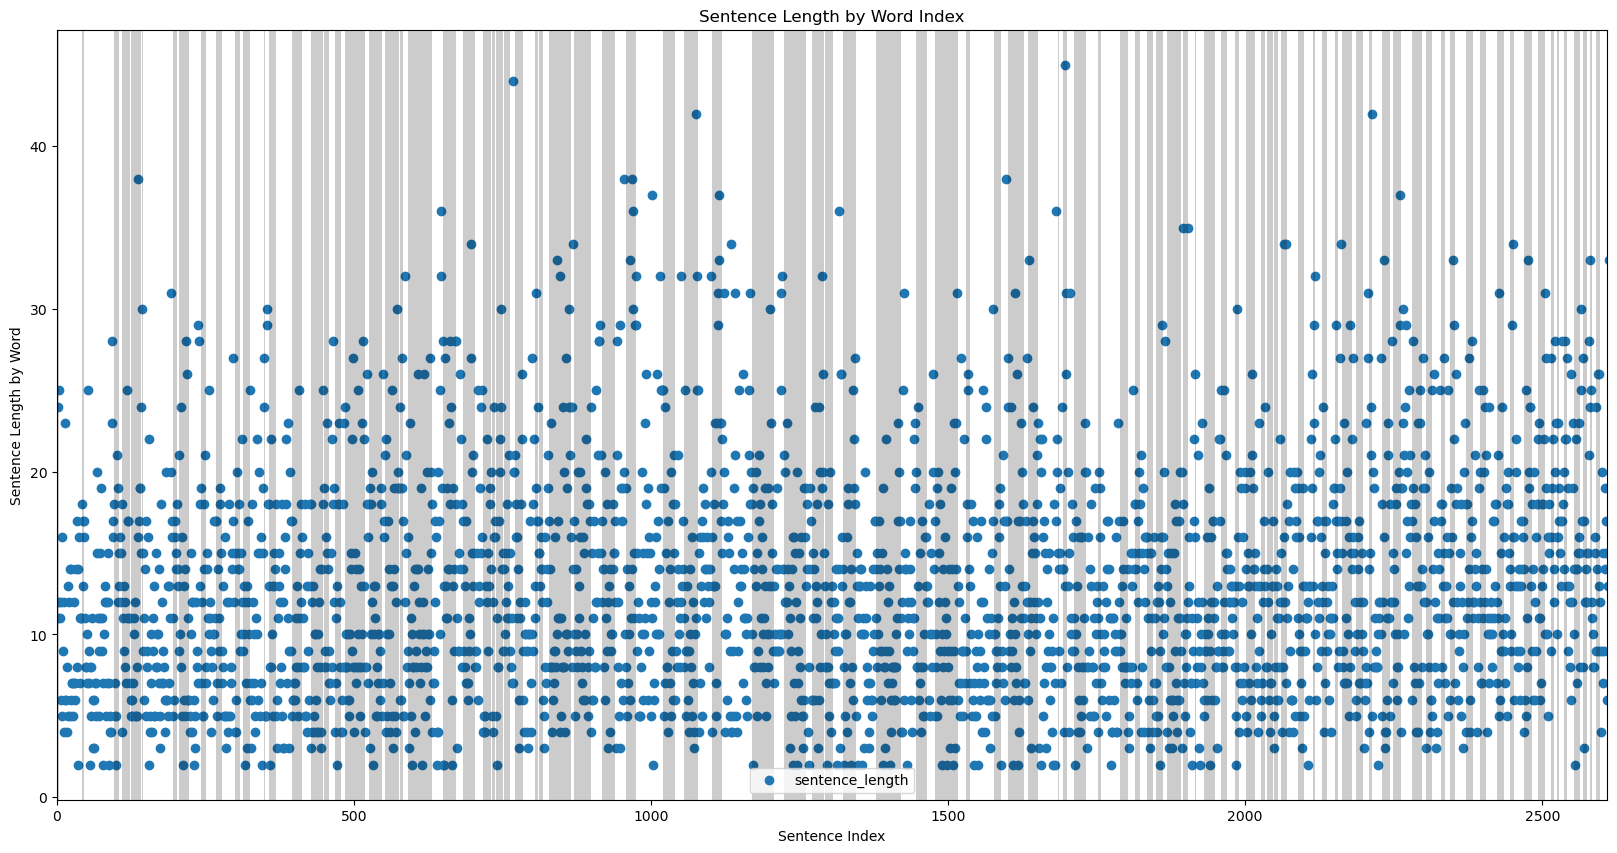 Sentence Length by Word Index
Sentence Length by Word
40
30
20
10
0
0 500 1000 1500 2000 2500
Sentence Index
sentence_length